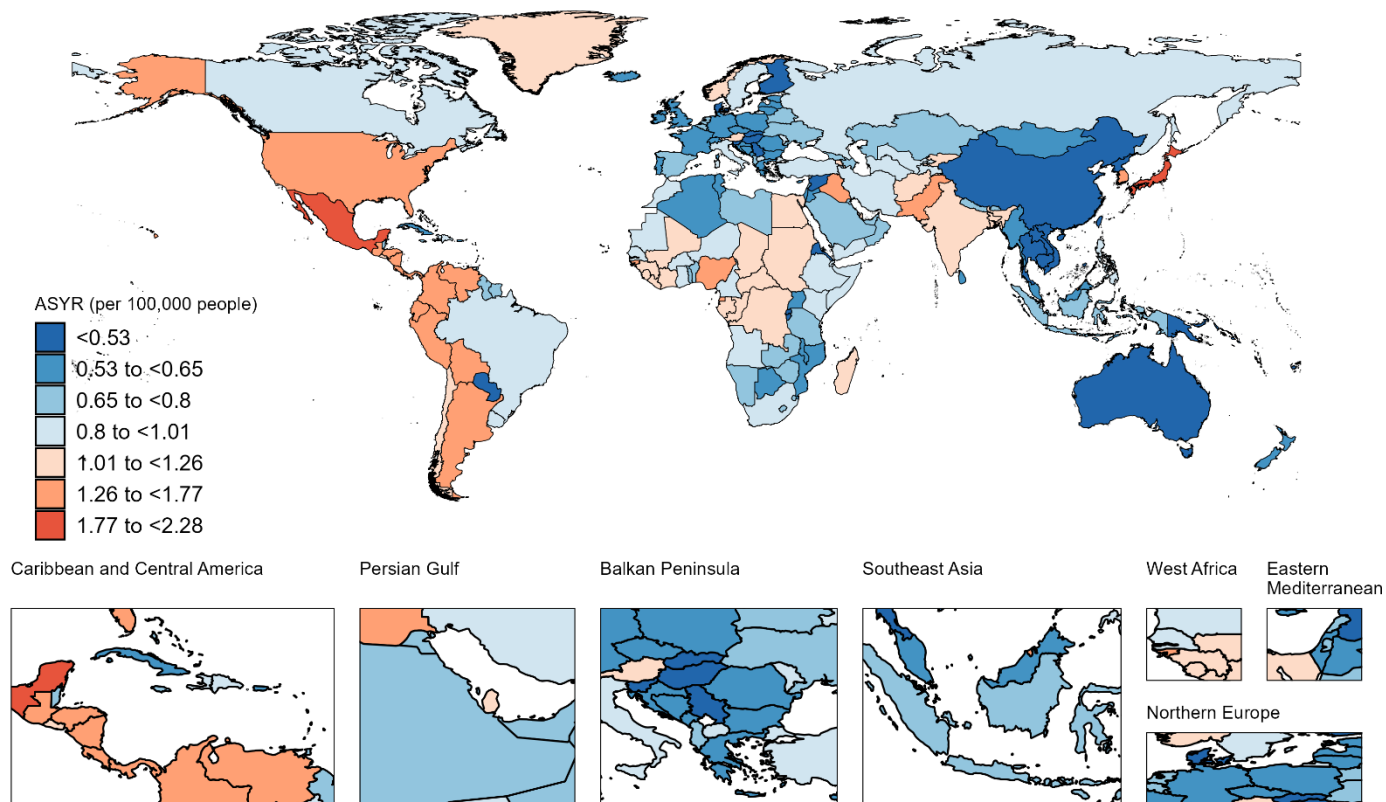 ASYR (per 100,000 people)
<0.53
0.53 to <0.65
0.65 to <0.8
0.8 to <1.01
1.01 to <1.26
1.26 to <1.77
1.77 to <2.28
Caribbean and Central America
Persian Gulf
Balkan Peninsula
Southeast Asia
West Africa
Eastern
Mediterranean
Northern Europe